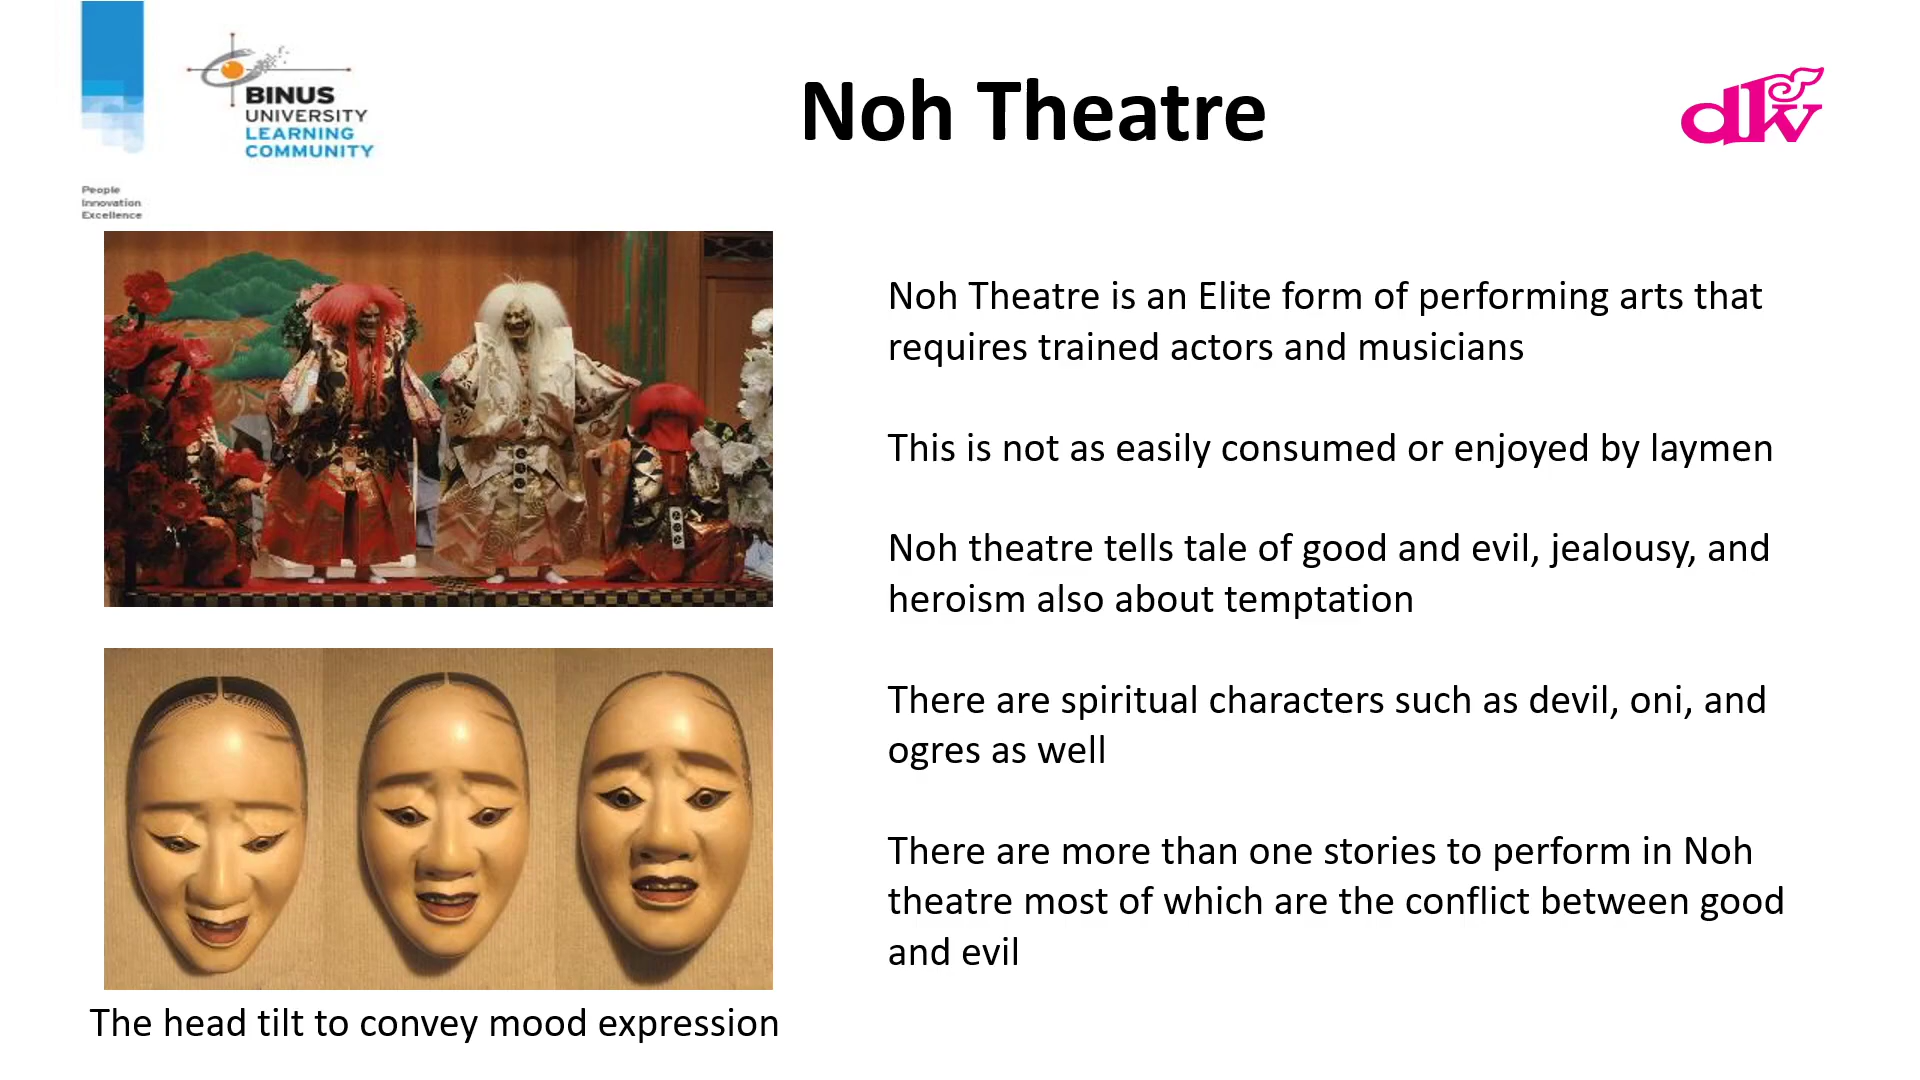 BINUS
UNIVERSITY
LEARNING
COMMUNITY
People
Innovation
Excellence
Noh Theatre
dkv
Noh Theatre is an Elite form of performing arts that
requires trained actors and musicians
This is not as easily consumed or enjoyed by laymen
Noh theatre tells tale of good and evil, jealousy, and
heroism also about temptation
There are spiritual characters such as devil, oni, and
ogres as well
There are more than one stories to perform in Noh
theatre most of which are the conflict between good
and evil
The head tilt to convey mood expression